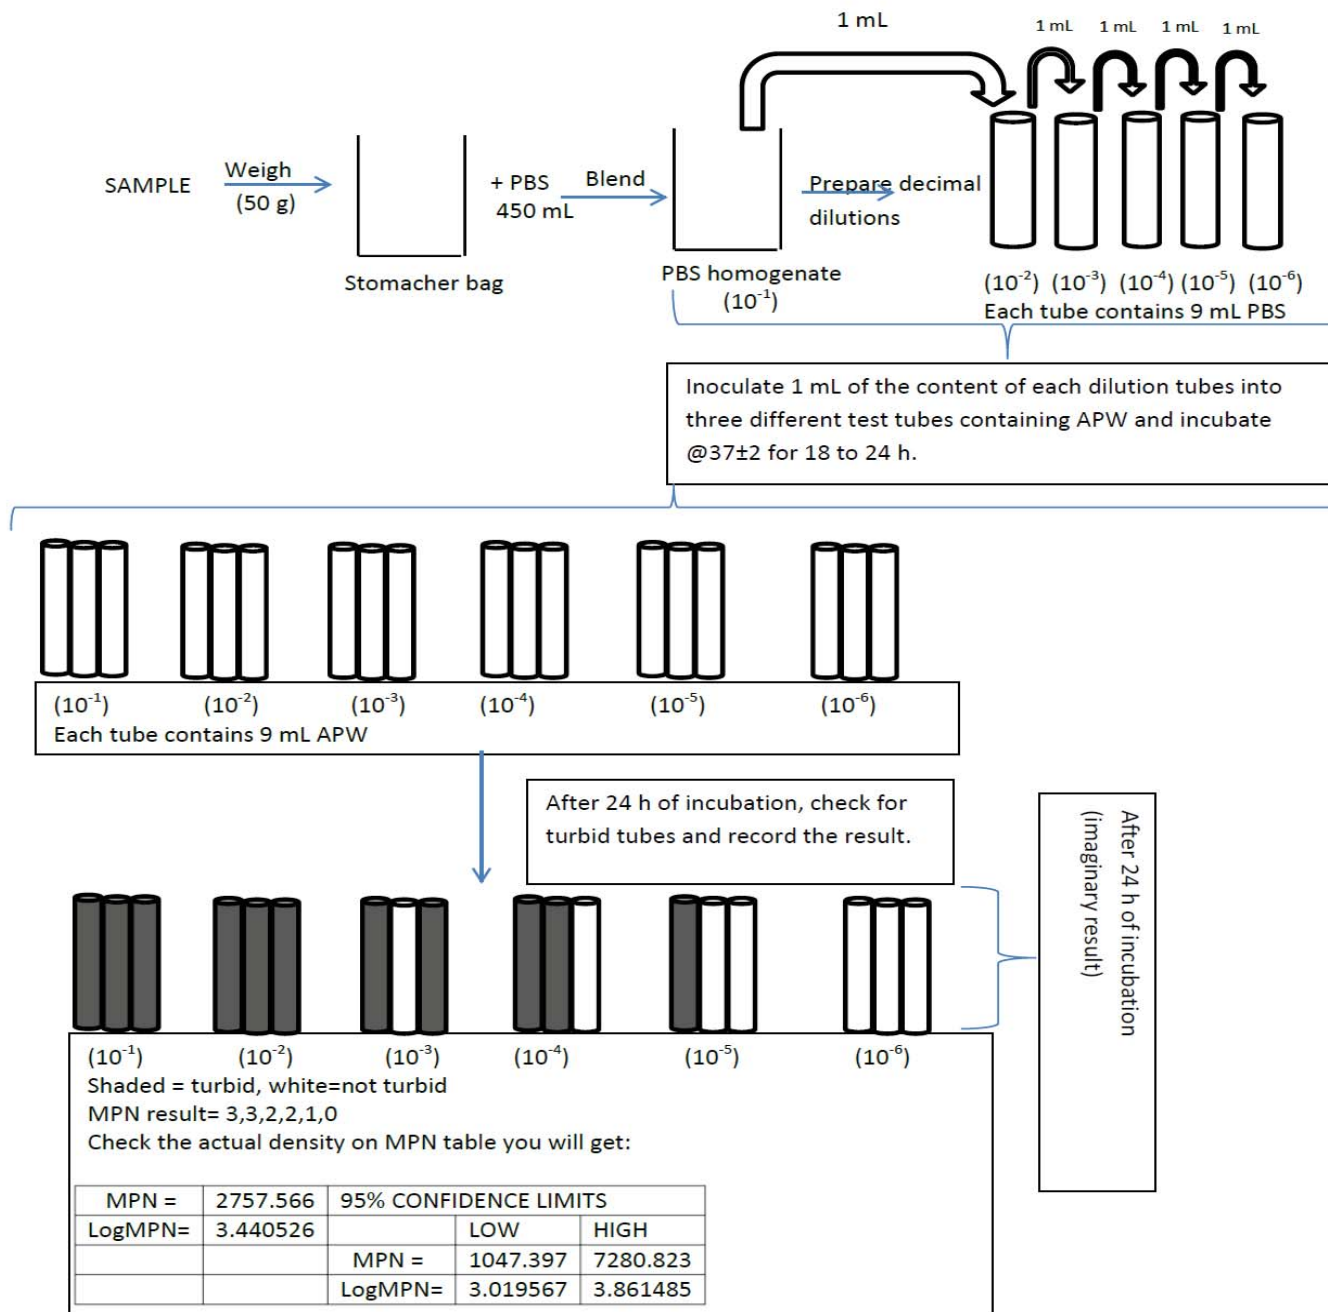 1 mL
1 mL 1 mL 1 mL 1 mL
SAMPLE
Weigh
(50 g)
Stomacher bag
+ PBS
450 mL
Blend
PBS homogenate
(10⁻¹)
Prepare decimal
dilutions
(10⁻²) (10⁻³) (10⁻⁴) (10⁻⁵) (10⁻⁶)
Each tube contains 9 mL PBS
Inoculate 1 mL of the content of each dilution tubes into
three different test tubes containing APW and incubate
@37±2 for 18 to 24 h.
(10⁻¹) (10⁻²) (10⁻³) (10⁻⁴) (10⁻⁵) (10⁻⁶)
Each tube contains 9 mL APW
After 24 h of incubation, check for
turbid tubes and record the result.
After 24 h of incubation
(imaginary result)
(10⁻¹) (10⁻²) (10⁻³) (10⁻⁴) (10⁻⁵) (10⁻⁶)
Shaded = turbid, white=not turbid
MPN result= 3,3,2,2,1,0
Check the actual density on MPN table you will get:
MPN = 2757.566 95% CONFIDENCE LIMITS
LogMPN= 3.440526 LOW HIGH
MPN = 1047.397 7280.823
LogMPN= 3.019567 3.861485